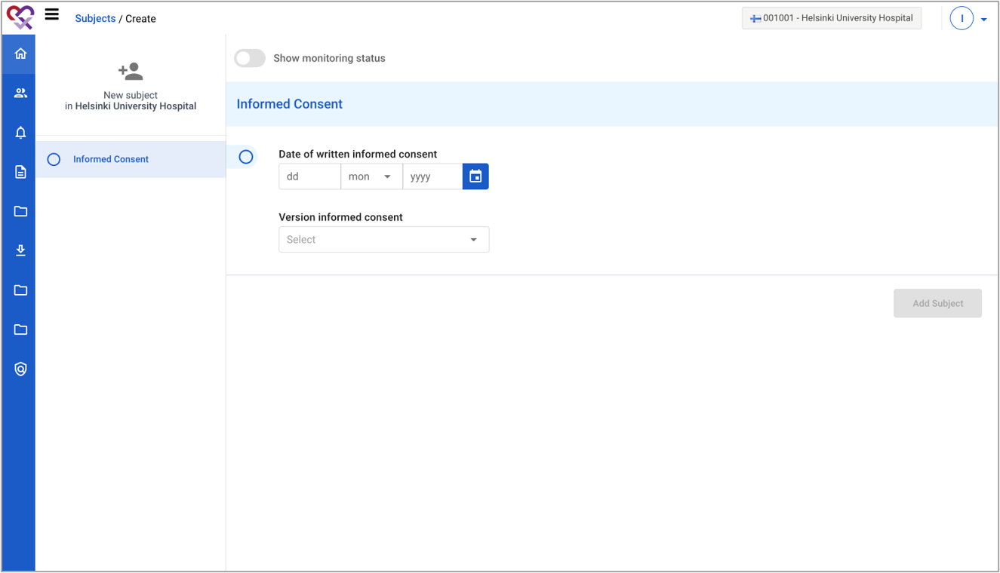 Subjects / Create
001001 - Helsinki University Hospital
I
New subject
in Helsinki University Hospital
Informed Consent
Show monitoring status
Informed Consent
Date of written informed consent
dd mon yyyy
Version informed consent
Select
Add Subject